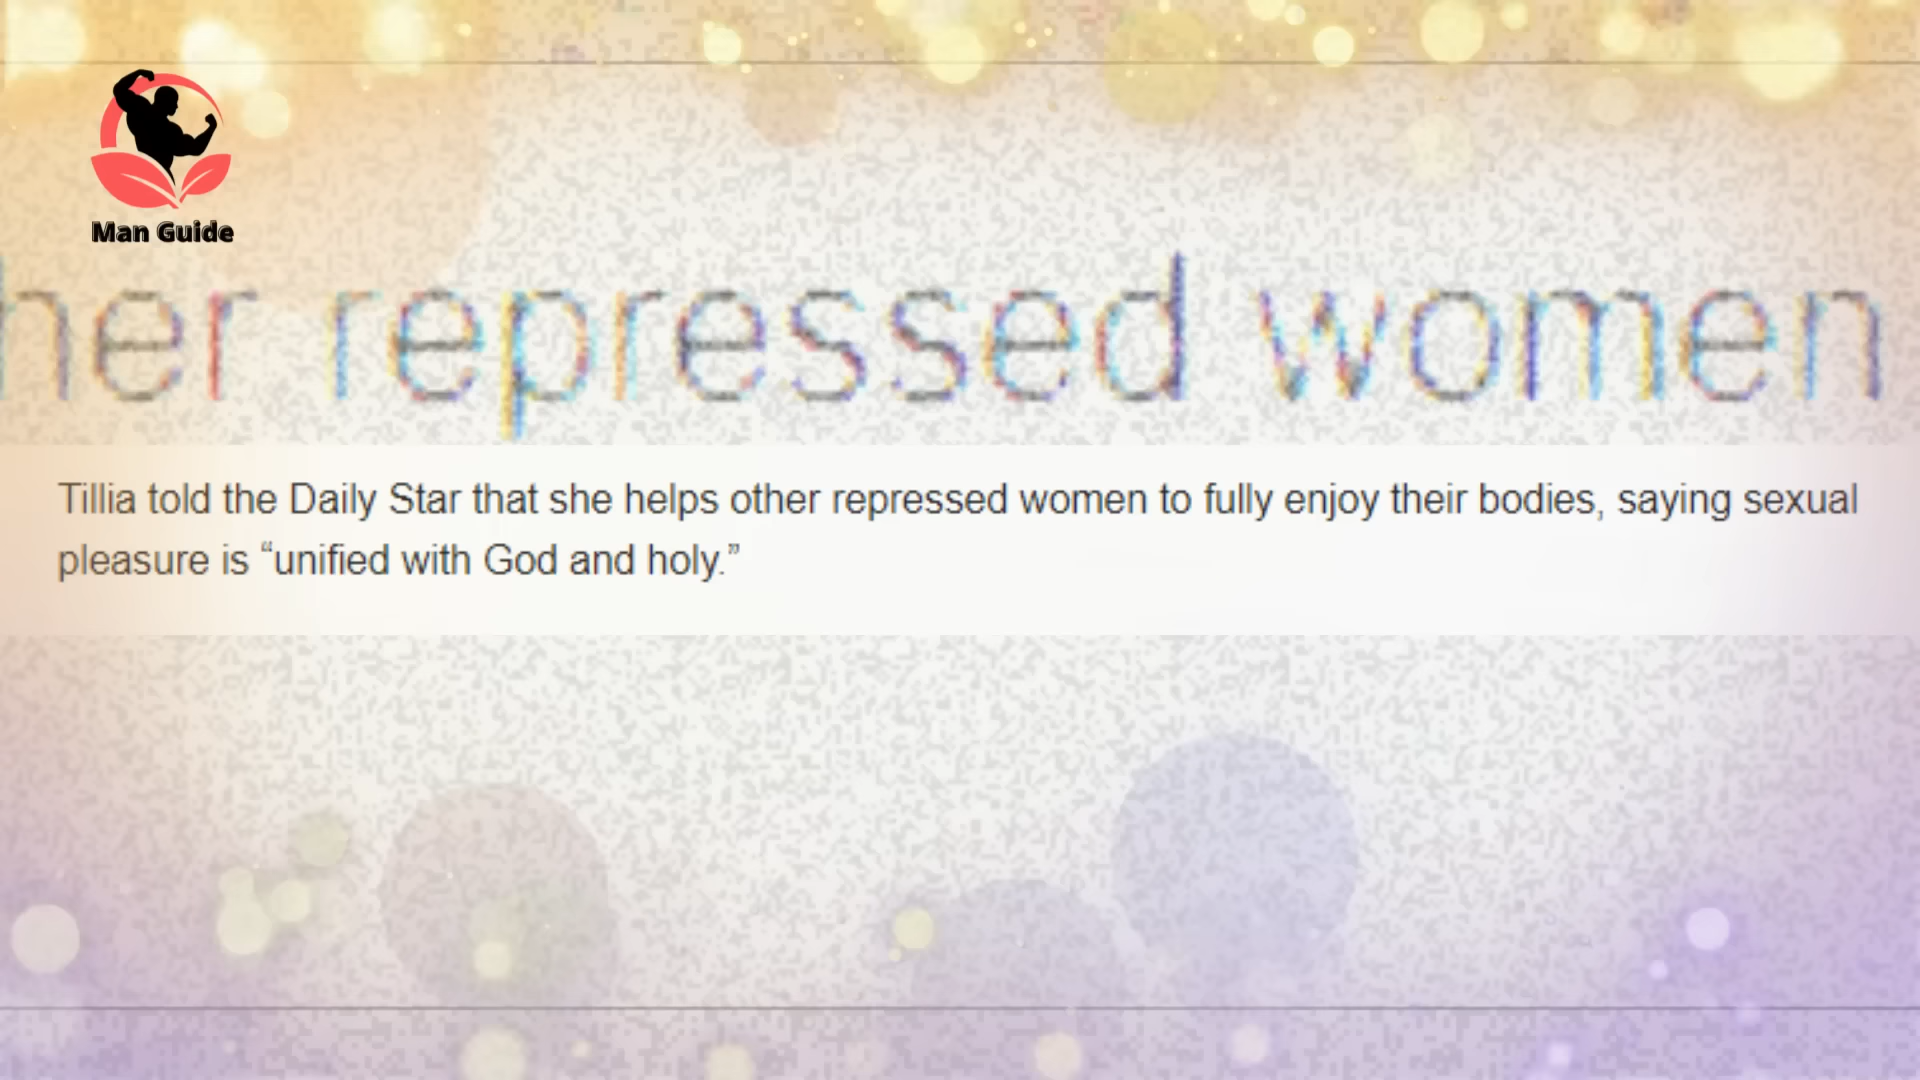 Man Guide
her repressed women
Tillia told the Daily Star that she helps other repressed women to fully enjoy their bodies, saying sexual
pleasure is “unified with God and holy.”